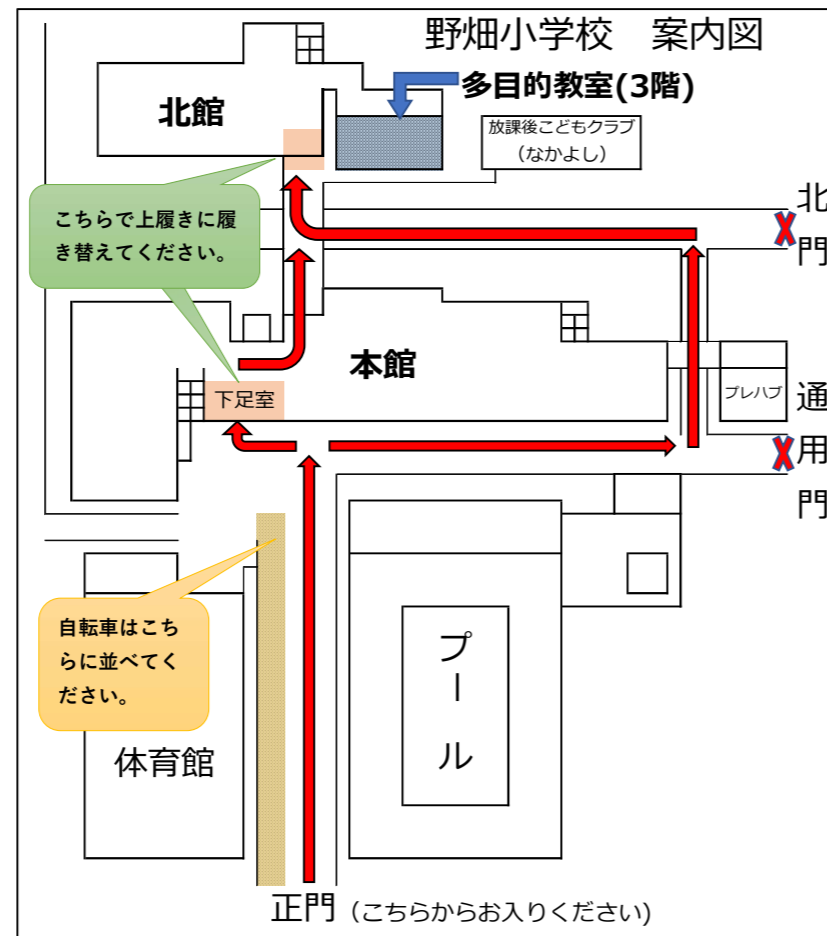 野畑小学校　案内図
多目的教室(3階)
北館
放課後こどもクラブ
（なかよし）
こちらで上履きに履
き替えてください。
北門
本館
下足室
プレハブ
通用門
自転車はこち
らに並べてく
ださい。
プール
体育館
正門（こちらからお入りください)